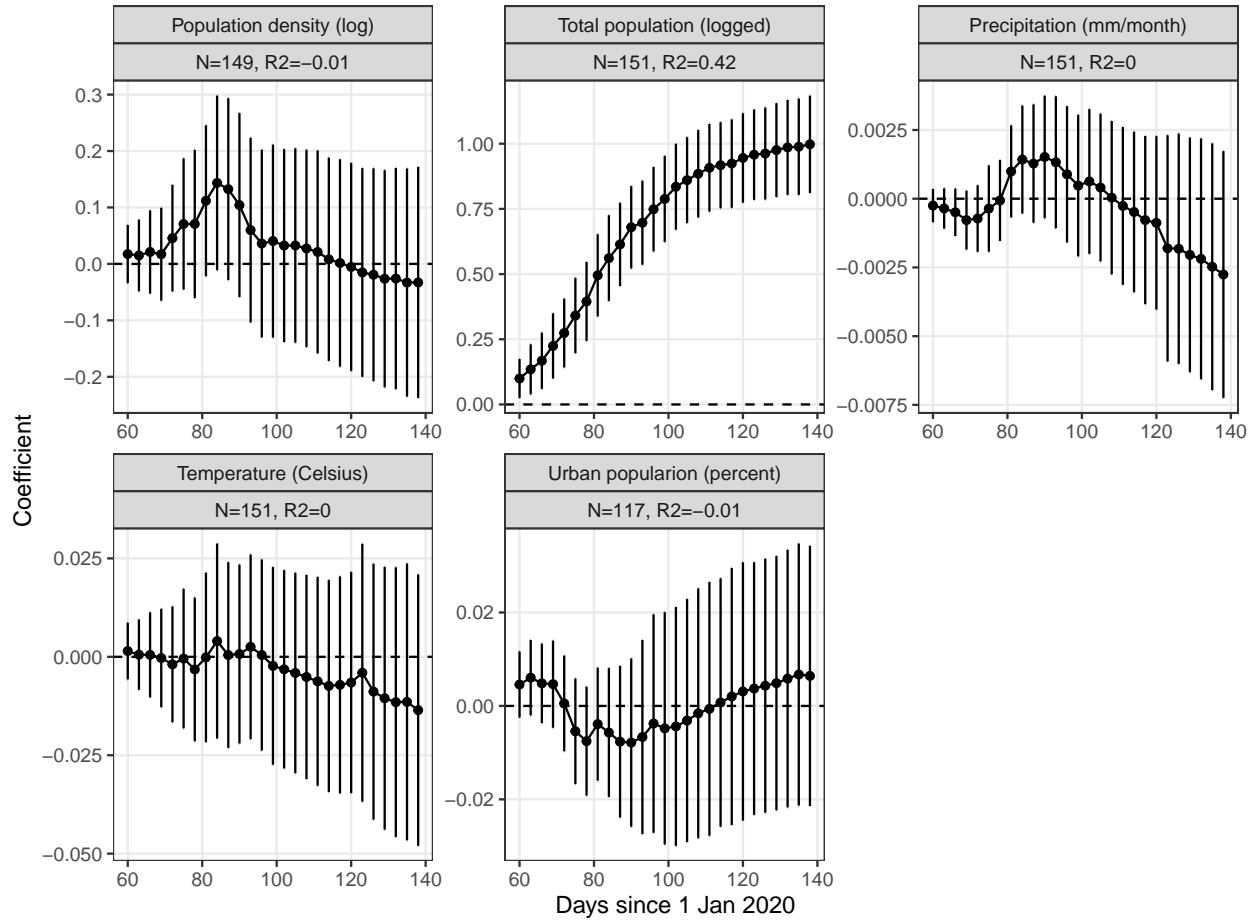 Population density (log)
N=149, R2=−0.01
0.3
0.2
0.1
0.0
−0.1
−0.2
60 80 100 120 140
Total population (logged)
N=151, R2=0.42
1.00
0.75
0.50
0.25
0.00
60 80 100 120 140
Precipitation (mm/month)
N=151, R2=0
0.0025
0.0000
−0.0025
−0.0050
−0.0075
60 80 100 120 140
Coefficient
Temperature (Celsius)
N=151, R2=0
0.025
0.000
−0.025
−0.050
60 80 100 120 140
Urban popularion (percent)
N=117, R2=−0.01
0.02
0.00
−0.02
60 80 100 120 140
Days since 1 Jan 2020